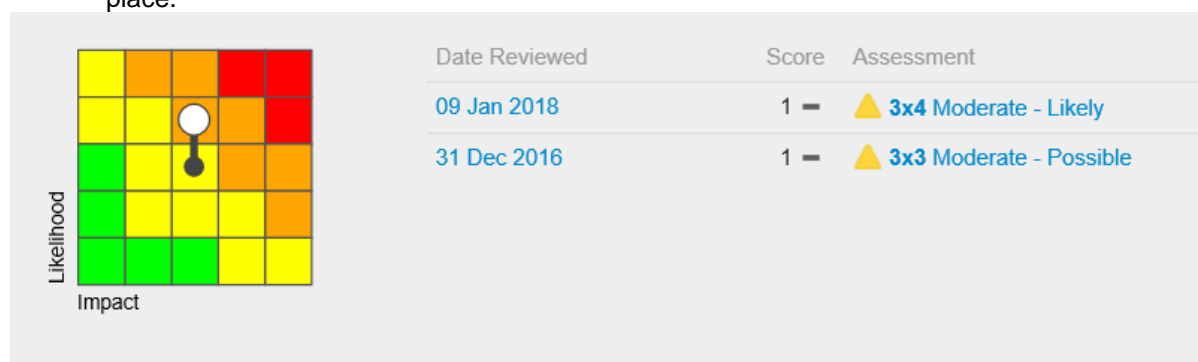 place.
Likelihood
Impact
Date Reviewed Score Assessment
09 Jan 2018 1 3x4 Moderate - Likely
31 Dec 2016 1 3x3 Moderate - Possible